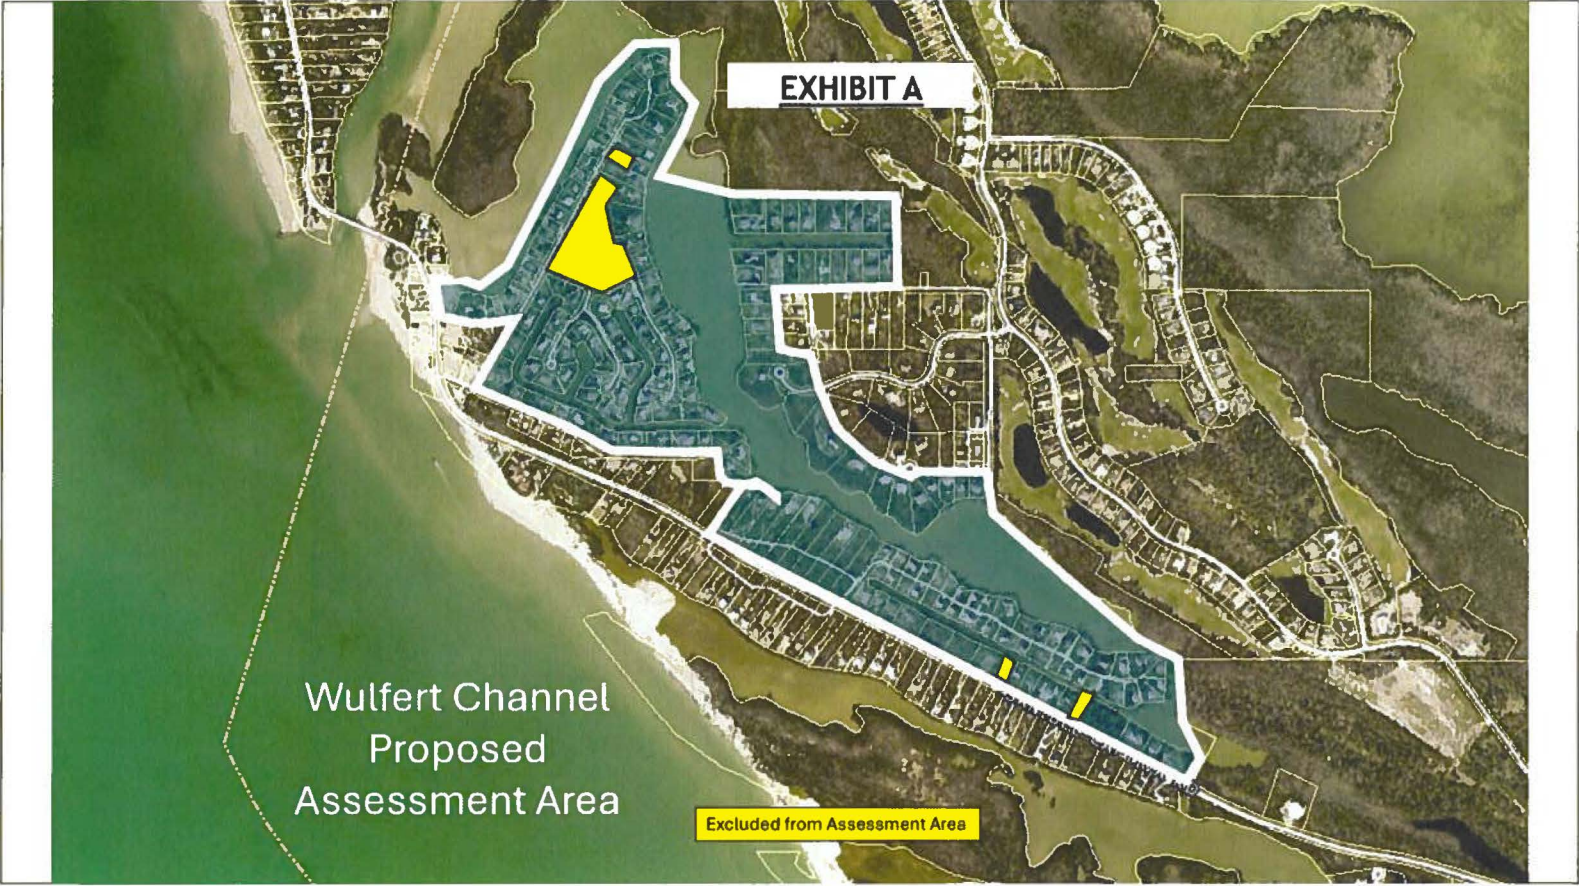 EXHIBIT A
Wulfert Channel
Proposed
Assessment Area
Excluded from Assessment Area